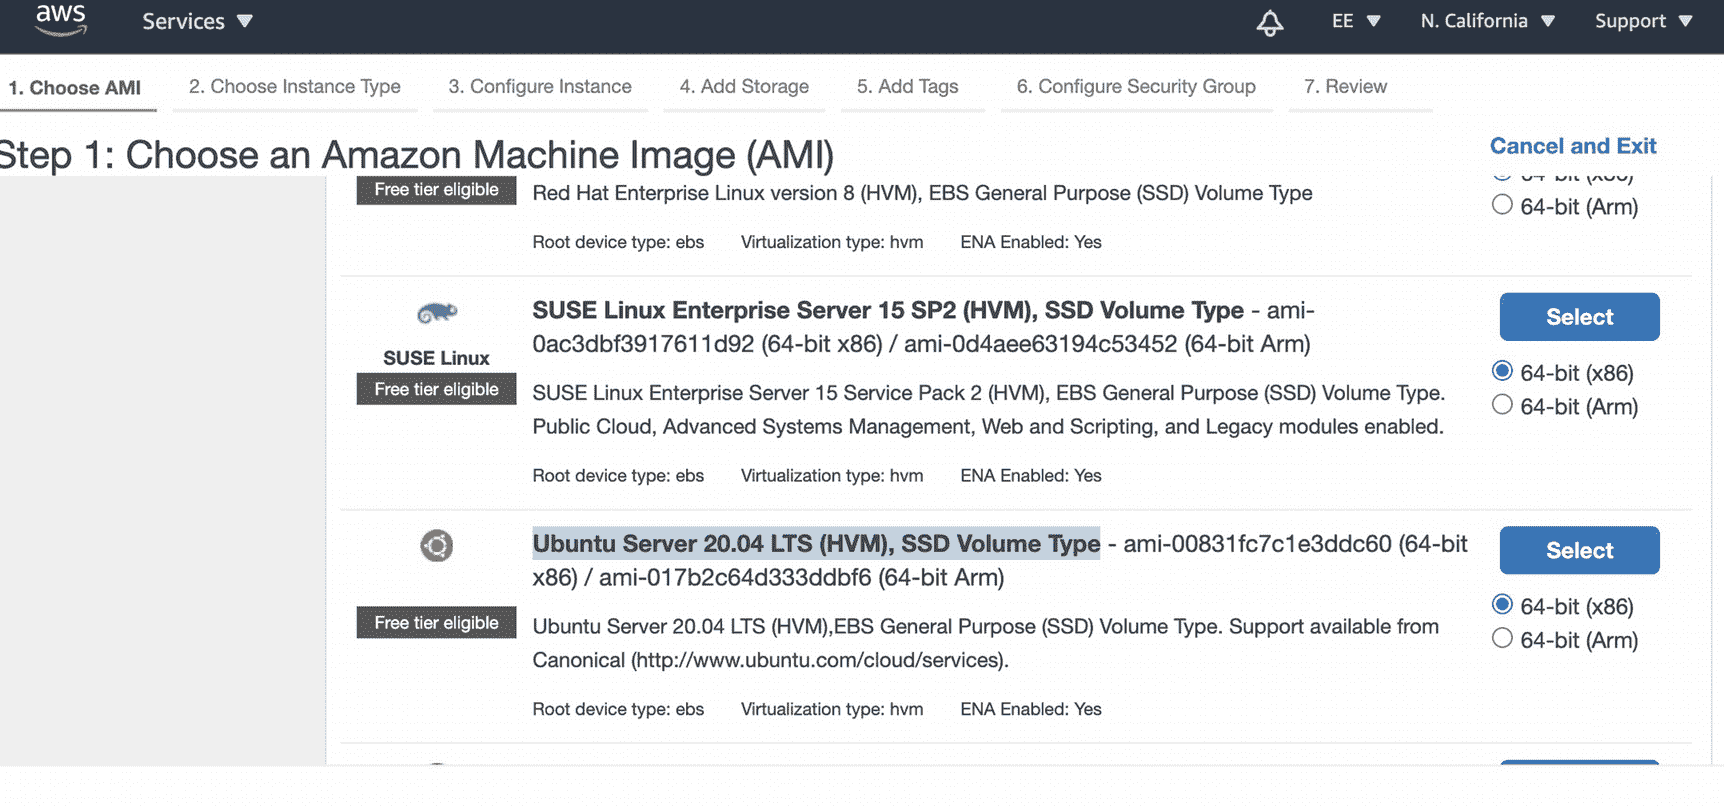 aws Services EE N. California Support
1. Choose AMI 2. Choose Instance Type 3. Configure Instance 4. Add Storage 5. Add Tags 6. Configure Security Group 7. Review
Step 1: Choose an Amazon Machine Image (AMI)
Cancel and Exit
Free tier eligible
Red Hat Enterprise Linux version 8 (HVM), EBS General Purpose (SSD) Volume Type
64-bit (x86)
64-bit (Arm)
Root device type: ebs Virtualization type: hvm ENA Enabled: Yes
SUSE Linux
Free tier eligible
SUSE Linux Enterprise Server 15 SP2 (HVM), SSD Volume Type - ami-
0ac3dbf3917611d92 (64-bit x86) / ami-0d4aee63194c53452 (64-bit Arm)
SUSE Linux Enterprise Server 15 Service Pack 2 (HVM), EBS General Purpose (SSD) Volume Type.
Public Cloud, Advanced Systems Management, Web and Scripting, and Legacy modules enabled.
Root device type: ebs Virtualization type: hvm ENA Enabled: Yes
Select
64-bit (x86)
64-bit (Arm)
Free tier eligible
Ubuntu Server 20.04 LTS (HVM), SSD Volume Type - ami-00831fc7c1e3ddc60 (64-bit
x86) / ami-017b2c64d333ddbf6 (64-bit Arm)
Ubuntu Server 20.04 LTS (HVM),EBS General Purpose (SSD) Volume Type. Support available from
Canonical (http://www.ubuntu.com/cloud/services).
Root device type: ebs Virtualization type: hvm ENA Enabled: Yes
Select
64-bit (x86)
64-bit (Arm)